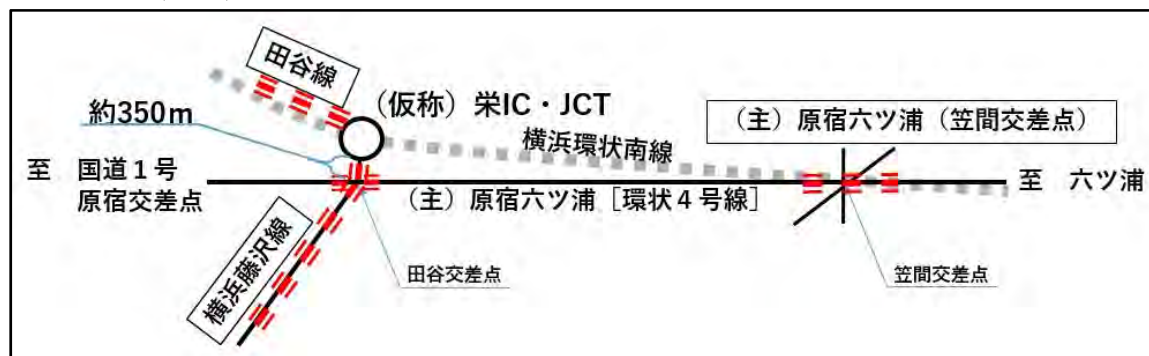 田谷線
(仮称)栄IC・JCT
約350m
横浜環状南線
(主)原宿六ツ浦(笠間交差点)
至 国道1号
原宿交差点
(主)原宿六ツ浦[環状4号線]
至 六ツ浦
横浜藤沢線
田谷交差点
笠間交差点